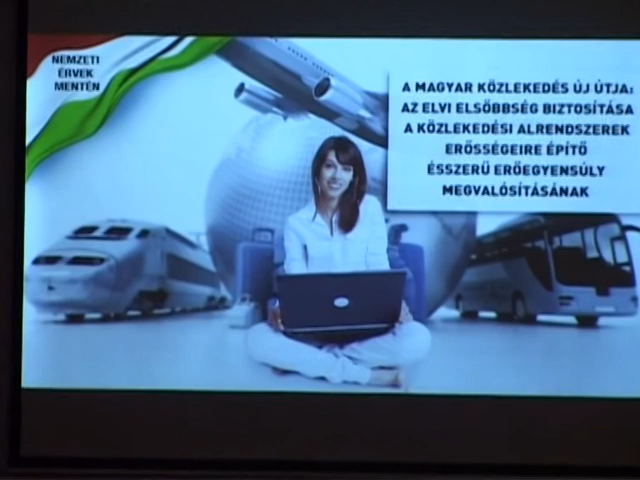 NEMZETI
ÉRVEK
MENTÉN
A MAGYAR KÖZLEKEDÉS ÚJ ÚTJA:
AZ ELVI ELSŐBBSÉG BIZTOSÍTÁSA
A KÖZLEKEDÉSI ALRENDSZEREK
ERŐSSÉGEIRE ÉPÍTŐ
ÉSSZERŰ ERŐEGYENSÚLY
MEGVALÓSÍTÁSÁNAK